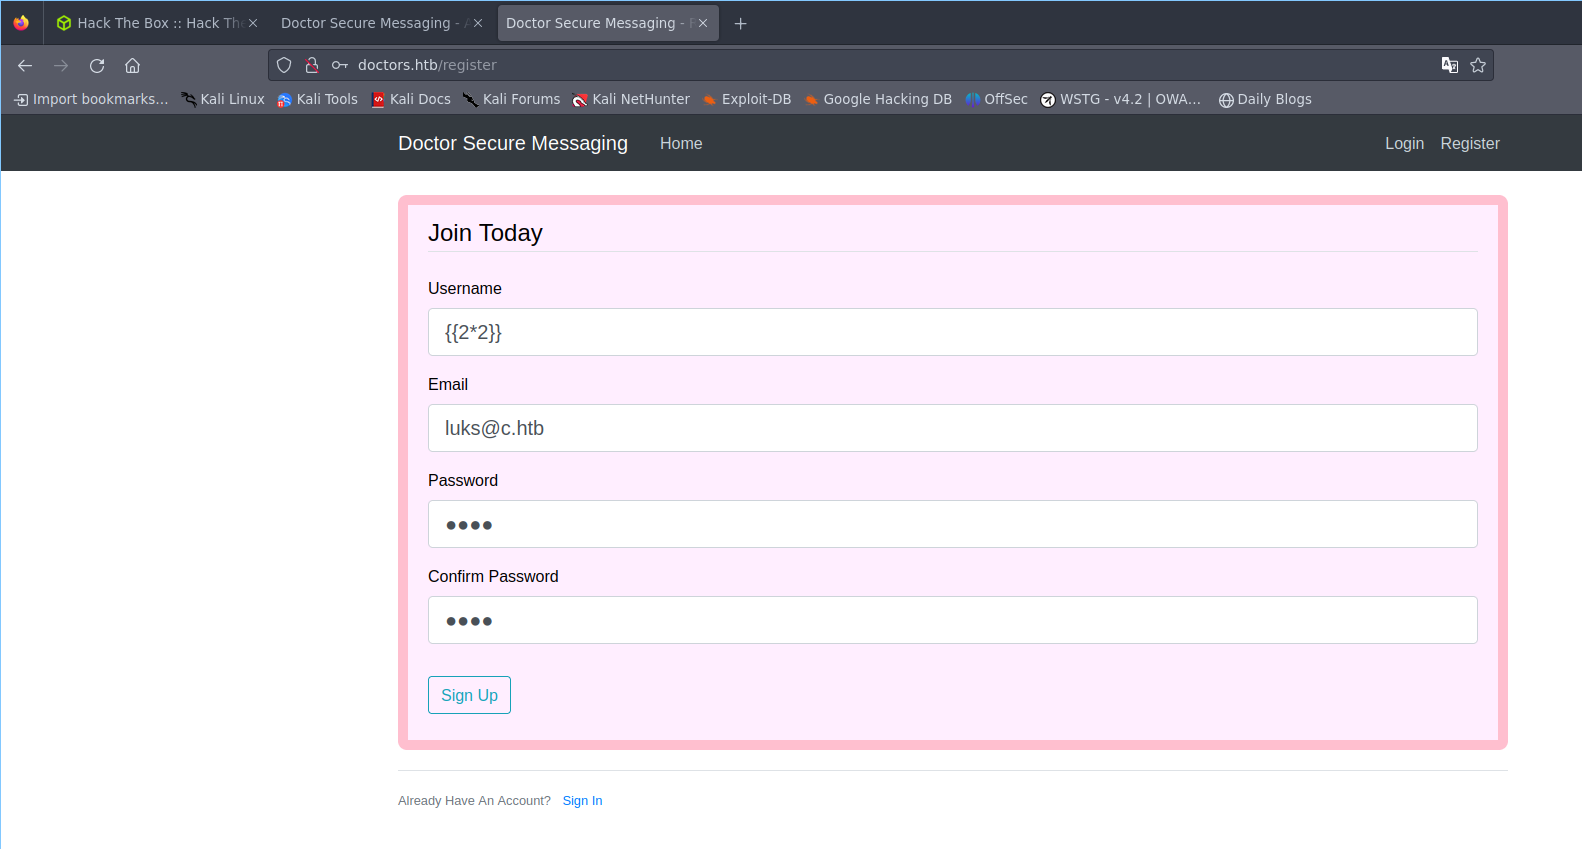 Hack The Box :: Hack The Doctor Secure Messaging - Doctor Secure Messaging -
doctors.htb/register
Import bookmarks... Kali Linux Kali Tools Kali Docs Kali Forums Kali NetHunter Exploit-DB Google Hacking DB OffSec WSTG - v4.2 | OWA... Daily Blogs
Doctor Secure Messaging Home Login Register
Join Today
Username
{{2*2}}
Email
luks@c.htb
Password
Confirm Password
Sign Up
Already Have An Account? Sign In